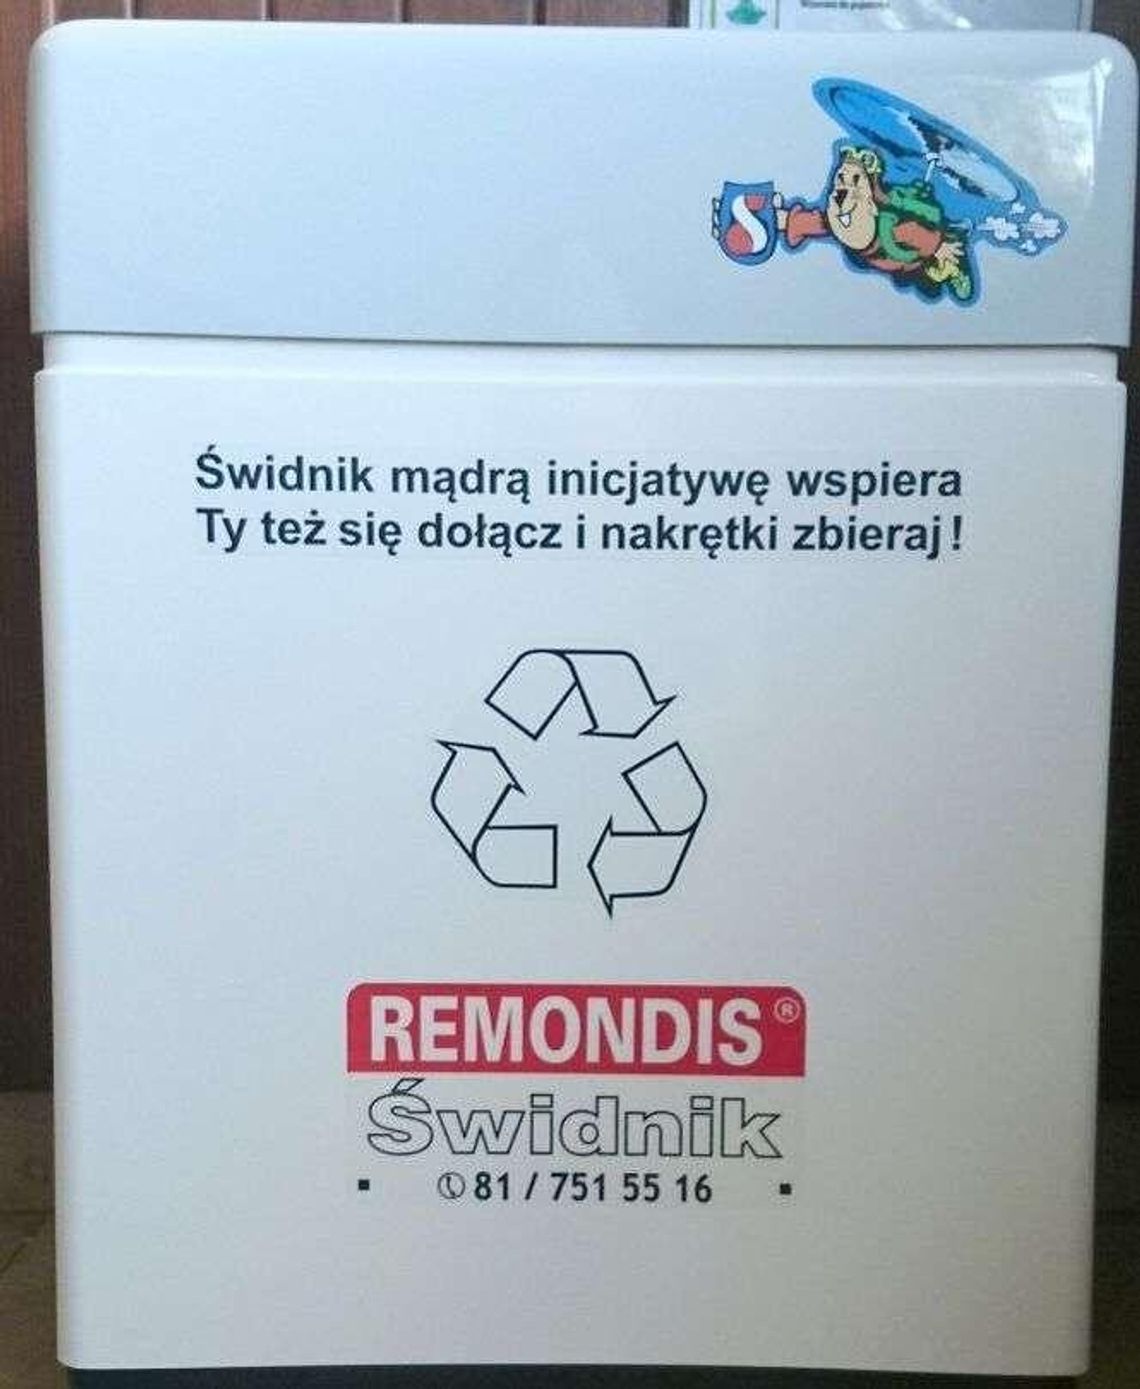 Świdnik mądrą inicjatywę wspiera
Ty też się dołącz i nakrętki zbieraj !
REMONDIS ®
Świdnik
81 / 751 55 16